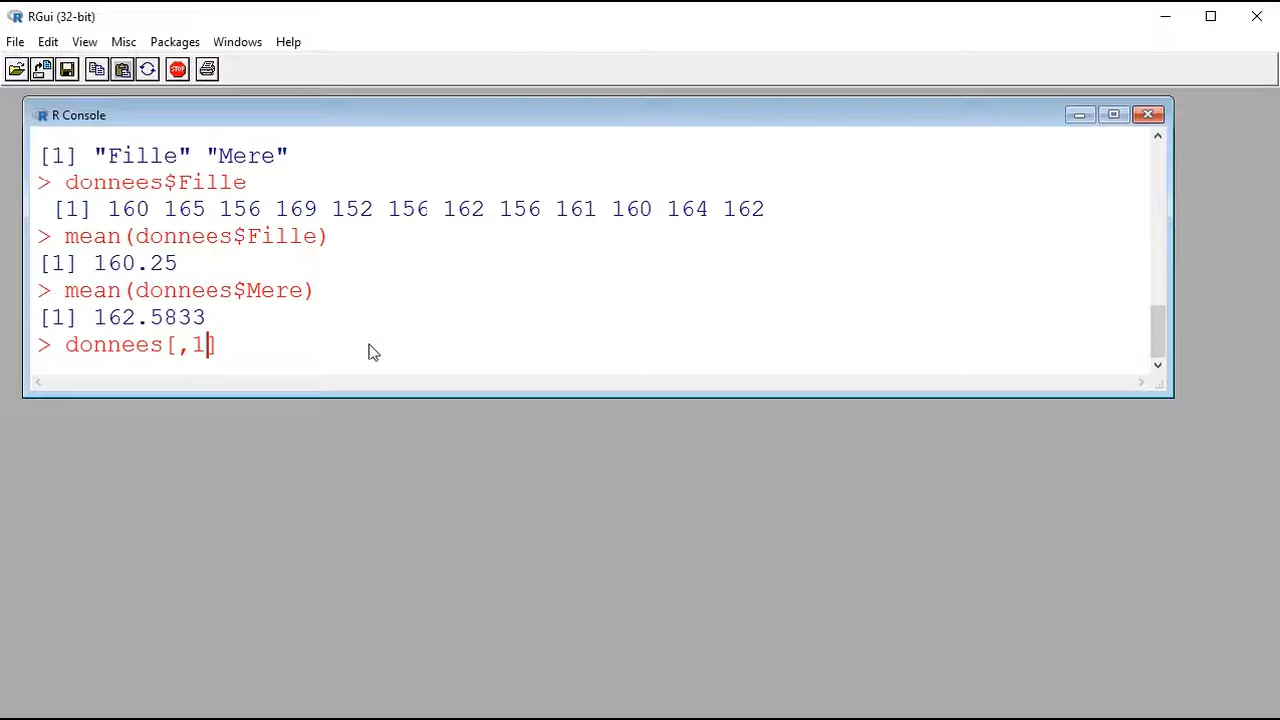 RGui (32-bit)
File Edit View Misc Packages Windows Help
STOP
R Console
[1] "Fille" "Mere"
> donnees$Fille
[1] 160 165 156 169 152 156 162 156 161 160 164 162
> mean(donnees$Fille)
[1] 160.25
> mean(donnees$Mere)
[1] 162.5833
> donnees[,1]